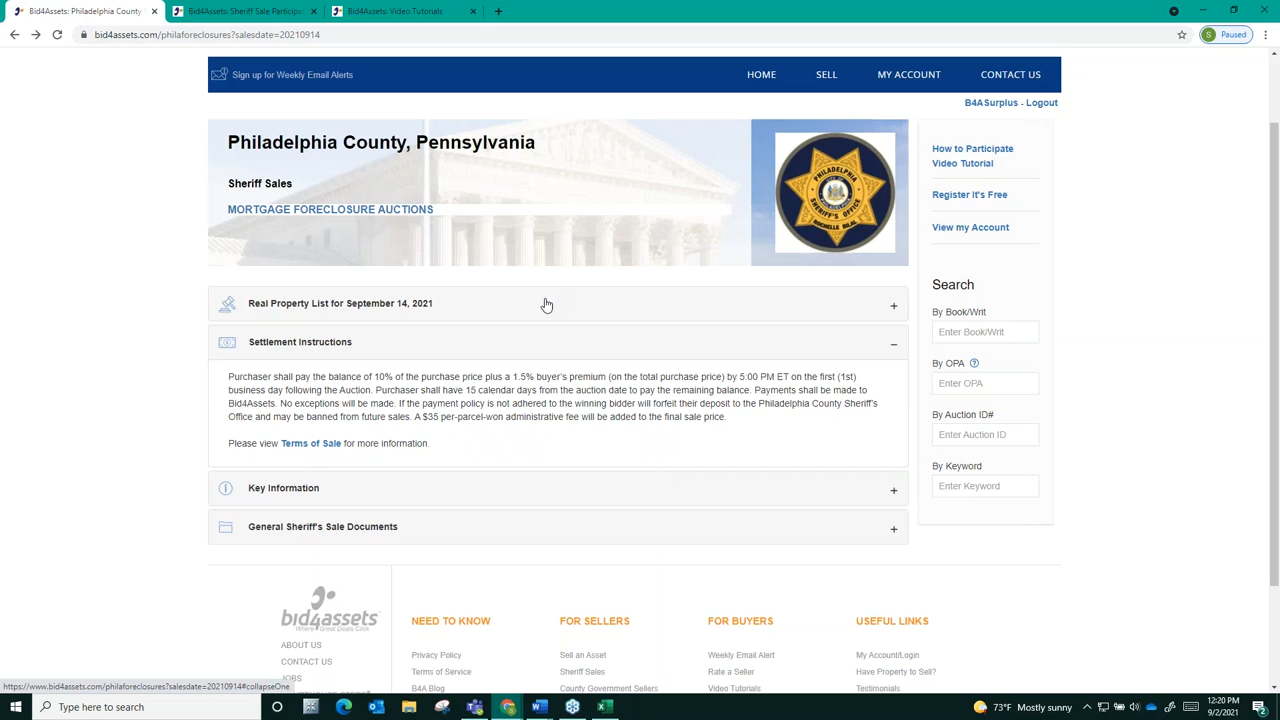 Bid4Assets: Philadelphia County
Bid4Assets: Sheriff Sale Participa
Bid4Assets: Video Tutorials
bid4assets.com/philaforeclosures?salesdate=20210914
S Paused
Sign up for Weekly Email Alerts
HOME SELL MY ACCOUNT CONTACT US
B4ASurplus - Logout
Philadelphia County, Pennsylvania
Sheriff Sales
MORTGAGE FORECLOSURE AUCTIONS
PHILADELPHIA
SHERIFF'S OFFICE
ROCHELLE BILAL
How to Participate
Video Tutorial
Register It's Free
View my Account
Real Property List for September 14, 2021
Settlement Instructions
Purchaser shall pay the balance of 10% of the purchase price plus a 1.5% buyer's premium (on the total purchase price) by 5:00 PM ET on the first (1st)
business day following the Auction. Purchaser shall have 15 calendar days from the auction date to pay the remaining balance. Payments shall be made to
Bid4Assets. No exceptions will be made. If the payment policy is not adhered to the winning bidder will forfeit their deposit to the Philadelphia County Sheriff's
Office and may be banned from future sales. A $35 per-parcel-won administrative fee will be added to the final sale price.
Please view Terms of Sale for more information.
Key Information
General Sheriff's Sale Documents
Search
By Book/Writ
Enter Book/Writ
By OPA
Enter OPA
By Auction ID#
Enter Auction ID
By Keyword
Enter Keyword
bid4assets
Where Great Deals Click
ABOUT US
CONTACT US
JOBS
NEED TO KNOW
Privacy Policy
Terms of Service
B4A Blog
FOR SELLERS
Sell an Asset
Sheriff Sales
County Government Sellers
FOR BUYERS
Weekly Email Alert
Rate a Seller
Video Tutorials
USEFUL LINKS
My Account/Login
Have Property to Sell?
Testimonials
https://www.bid4assets.com/philaforeclosures?salesdate=20210914#collapseOne
Type here to search
73°F Mostly sunny
12:20 PM
9/2/2021
2